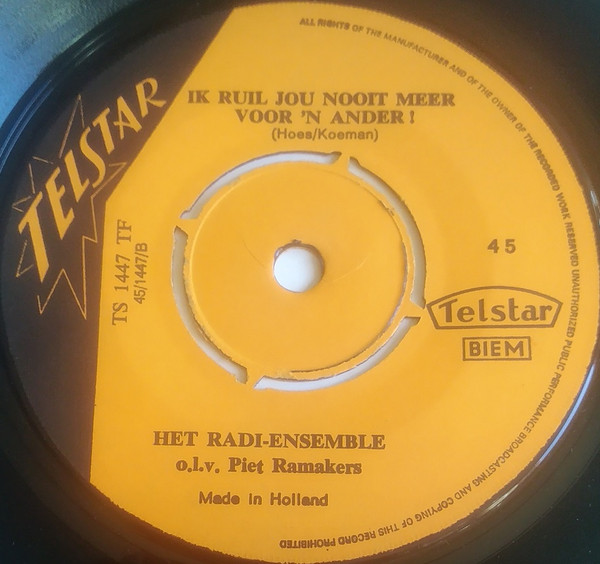 ALL RIGHTS OF THE MANUFACTURER AND OF THE OWNER OF THE RECORDED WORK RESERVED UNAUTHORIZED PUBLIC PERFORMANCE BROADCASTING AND COPYING OF THIS RECORD PROHIBITED
TELSTAR
IK RUIL JOU NOOIT MEER
VOOR 'N ANDER!
(Hoes/Koeman)
TS 1447 TF
45/1447/B
45
Telstar
BIEM
HET RADI-ENSEMBLE
o.l.v. Piet Ramakers
Made in Holland